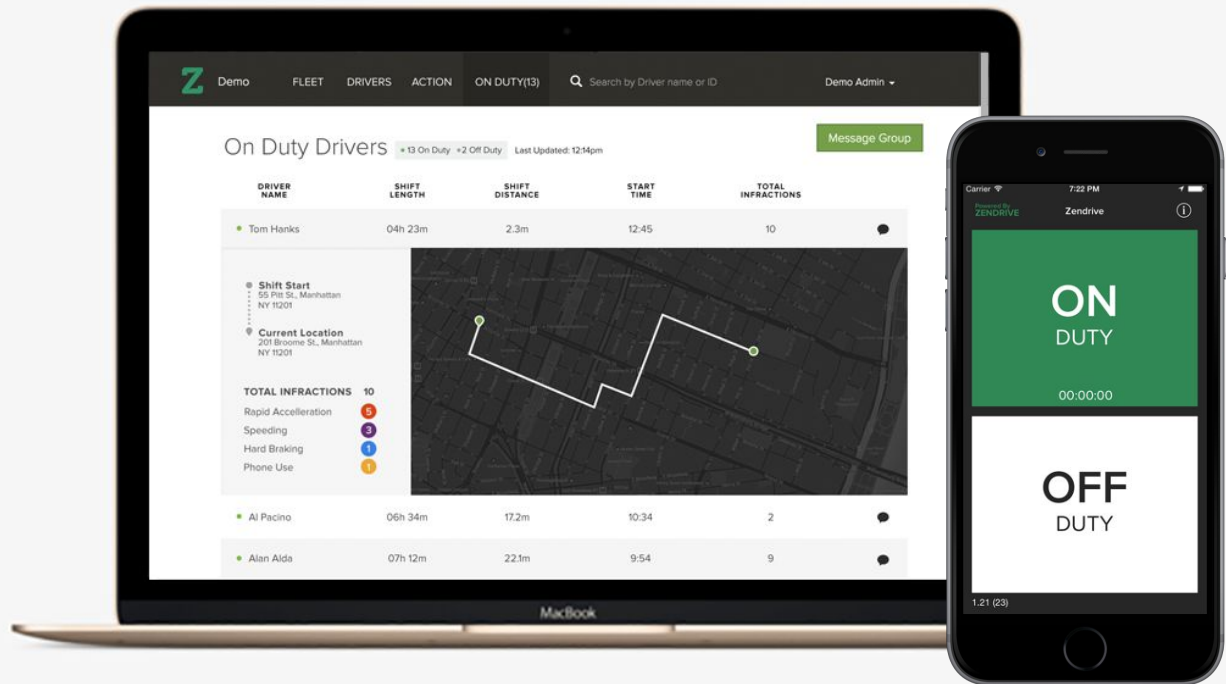 Z Demo FLEET DRIVERS ACTION ON DUTY(13) Search by Driver name or ID Demo Admin
On Duty Drivers 13 On Duty 2 Off Duty Last Updated: 12:14pm Message Group
DRIVER NAME SHIFT LENGTH SHIFT DISTANCE START TIME TOTAL INFRACTIONS
Tom Hanks 04h 23m 2.3m 12:45 10
Shift Start
55 Pitt St., Manhattan
NY 11201
Current Location
201 Broome St., Manhattan
NY 11201
TOTAL INFRACTIONS 10
Rapid Accelleration 5
Speeding 3
Hard Braking 1
Phone Use 1
Al Pacino 06h 34m 17.2m 10:34 2
Alan Alda 07h 12m 22.1m 9:54 9
MacBook
Carrier 7:22 PM
Powered By
ZENDRIVE Zendrive
ON
DUTY
00:00:00
OFF
DUTY
1.21 (23)